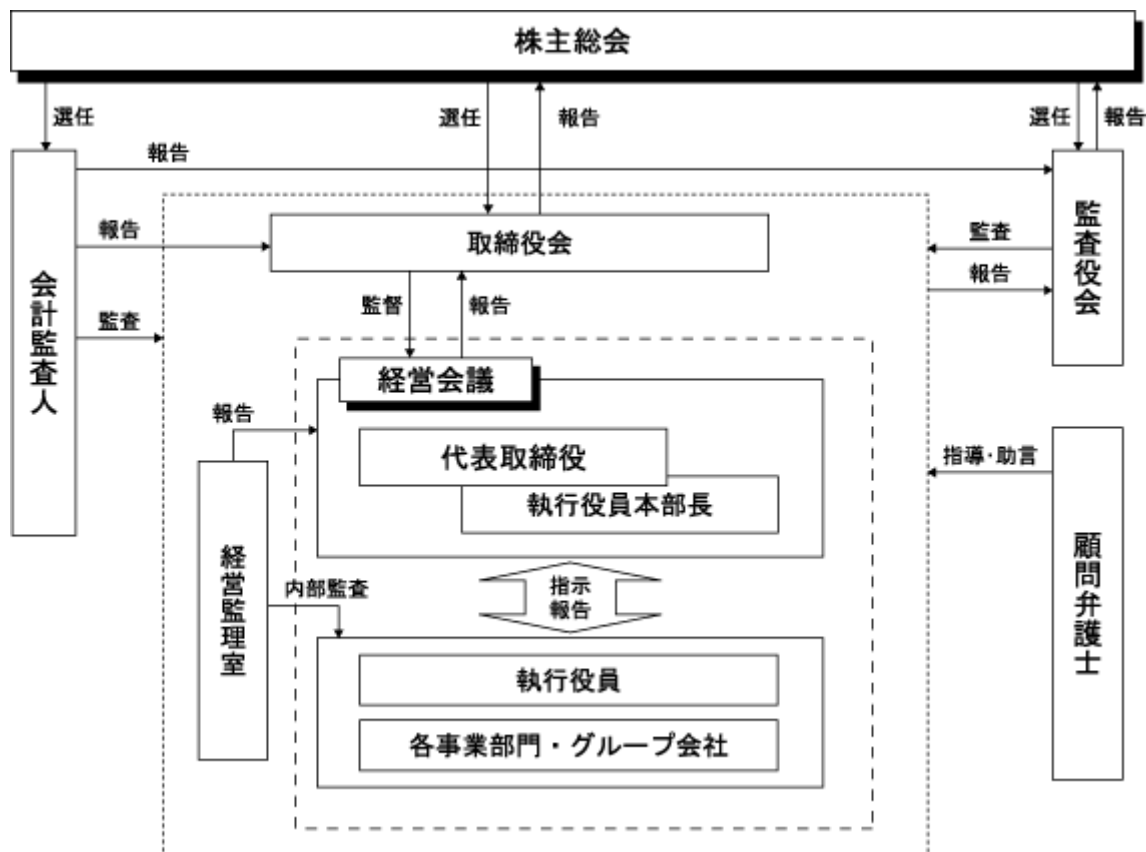 株主総会
選任
選任
報告
選任
報告
報告
報告
取締役会
監査
報告
監査役会
会計監査人
監査
監督
報告
経営会議
報告
代表取締役
執行役員本部長
指導・助言
顧問弁護士
経営監理室
内部監査
指示
報告
執行役員
各事業部門・グループ会社